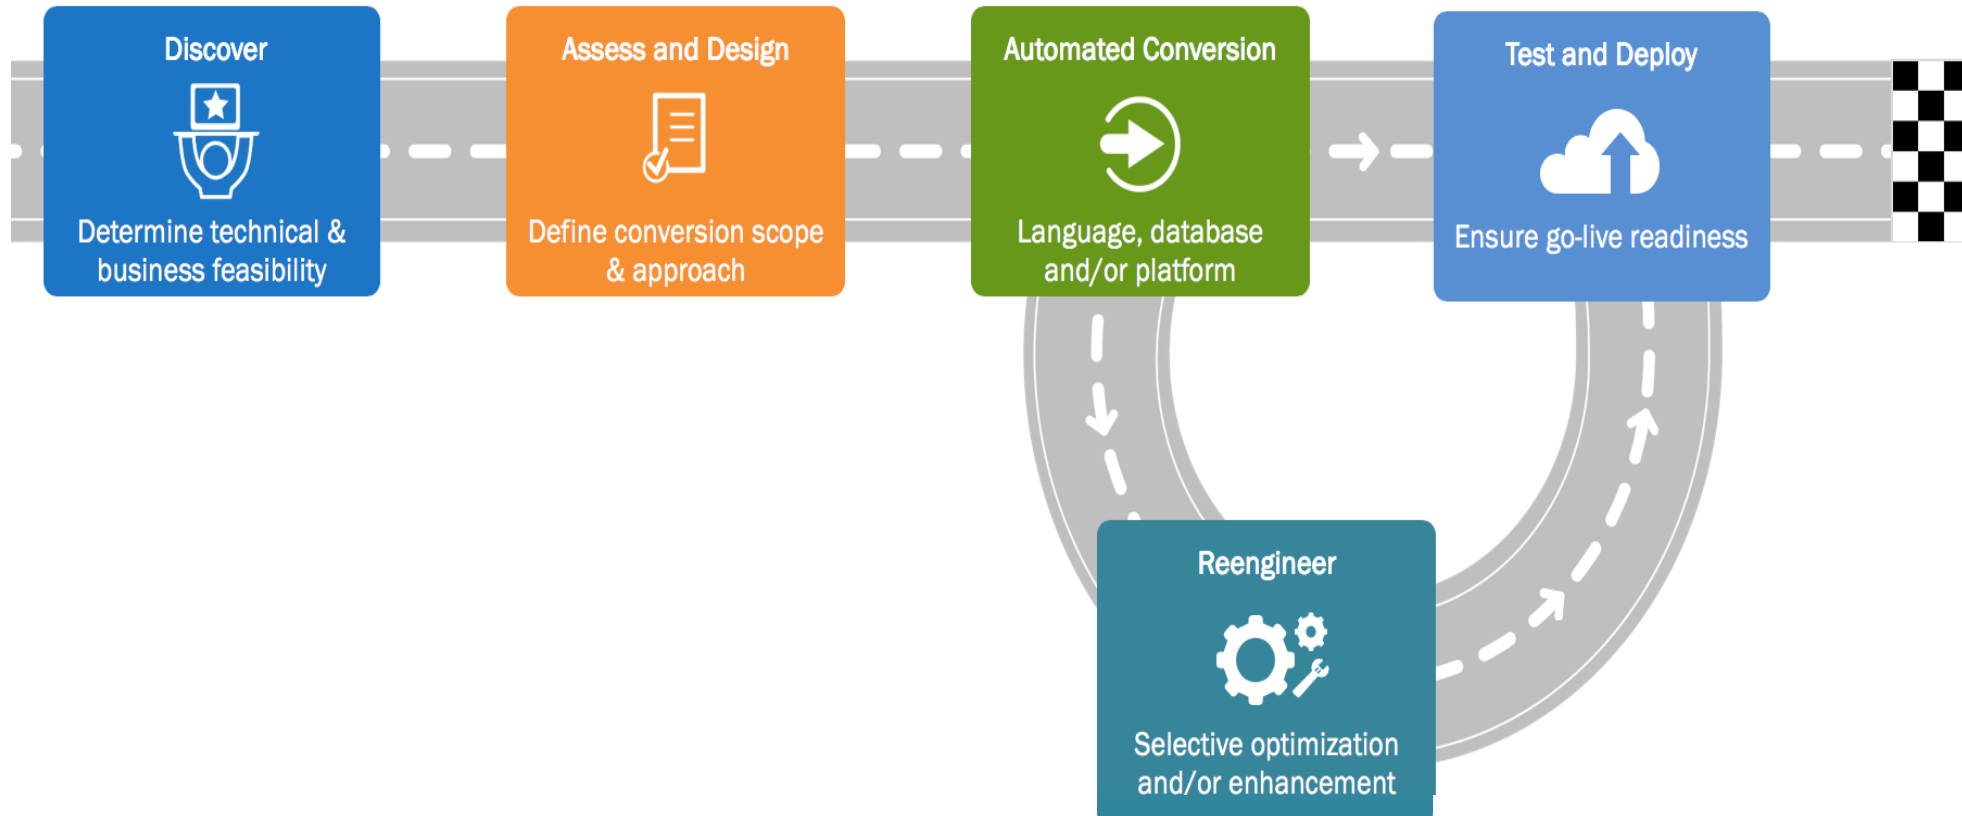 Discover
Determine technical &
business feasibility
Assess and Design
Define conversion scope
& approach
Automated Conversion
Language, database
and/or platform
Test and Deploy
Ensure go-live readiness
Reengineer
Selective optimization
and/or enhancement